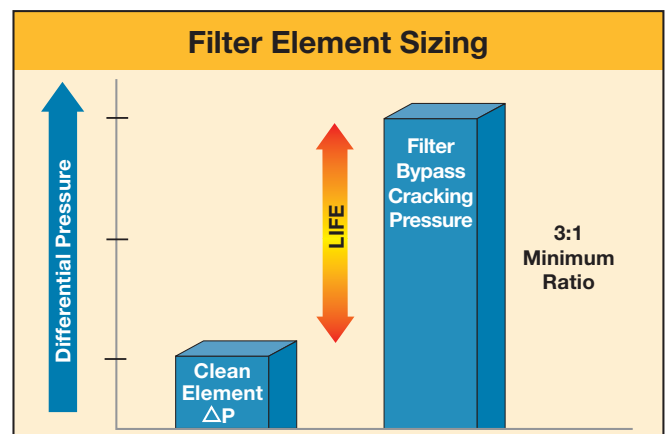 Filter Element Sizing
Differential Pressure
Clean
Element
△P
LIFE
Filter
Bypass
Cracking
Pressure
3:1
Minimum
Ratio